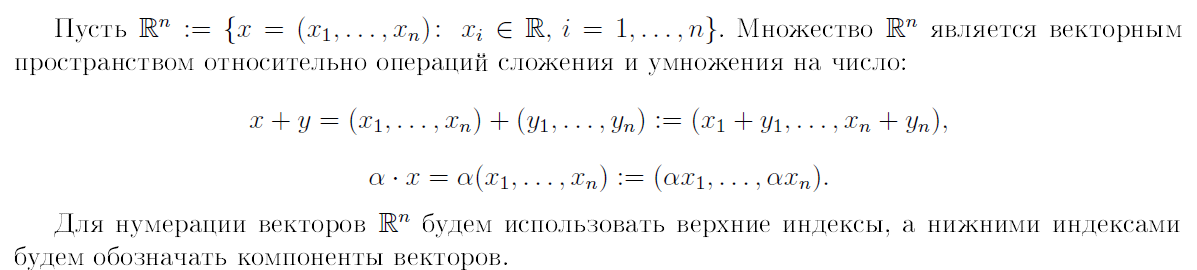 Пусть ℝⁿ := {x = (x₁, . . . , xₙ): xᵢ ∈ ℝ, i = 1, . . . , n}. Множество ℝⁿ является векторным
пространством относительно операций сложения и умножения на число:
x + y = (x₁, . . . , xₙ) + (y₁, . . . , yₙ) := (x₁ + y₁, . . . , xₙ + yₙ),
α · x = α(x₁, . . . , xₙ) := (αx₁, . . . , αxₙ).
Для нумерации векторов ℝⁿ будем использовать верхние индексы, а нижними индексами
будем обозначать компоненты векторов.